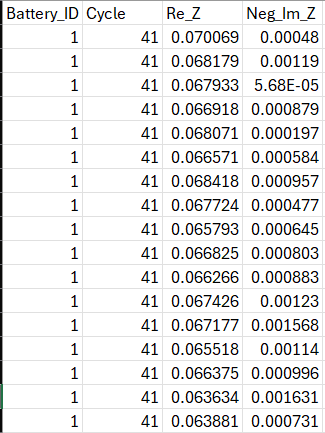 Battery_ID Cycle Re_Z Neg_Im_Z
1 41 0.070069 0.00048
1 41 0.068179 0.00119
1 41 0.067933 5.68E-05
1 41 0.066918 0.000879
1 41 0.068071 0.000197
1 41 0.066571 0.000584
1 41 0.068418 0.000957
1 41 0.067724 0.000477
1 41 0.065793 0.000645
1 41 0.066825 0.000803
1 41 0.066266 0.000883
1 41 0.067426 0.00123
1 41 0.067177 0.001568
1 41 0.065518 0.00114
1 41 0.066375 0.000996
1 41 0.063634 0.001631
1 41 0.063881 0.000731